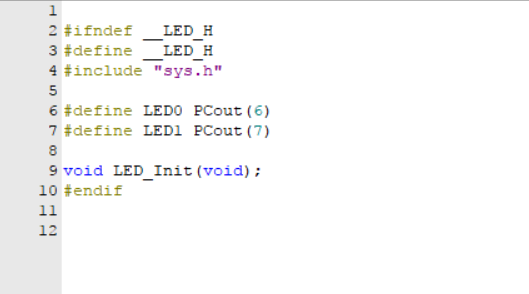 1
2 #ifndef __LED_H
3 #define __LED_H
4 #include "sys.h"
5
6 #define LED0 PCout(6)
7 #define LED1 PCout(7)
8
9 void LED_Init(void);
10 #endif
11
12